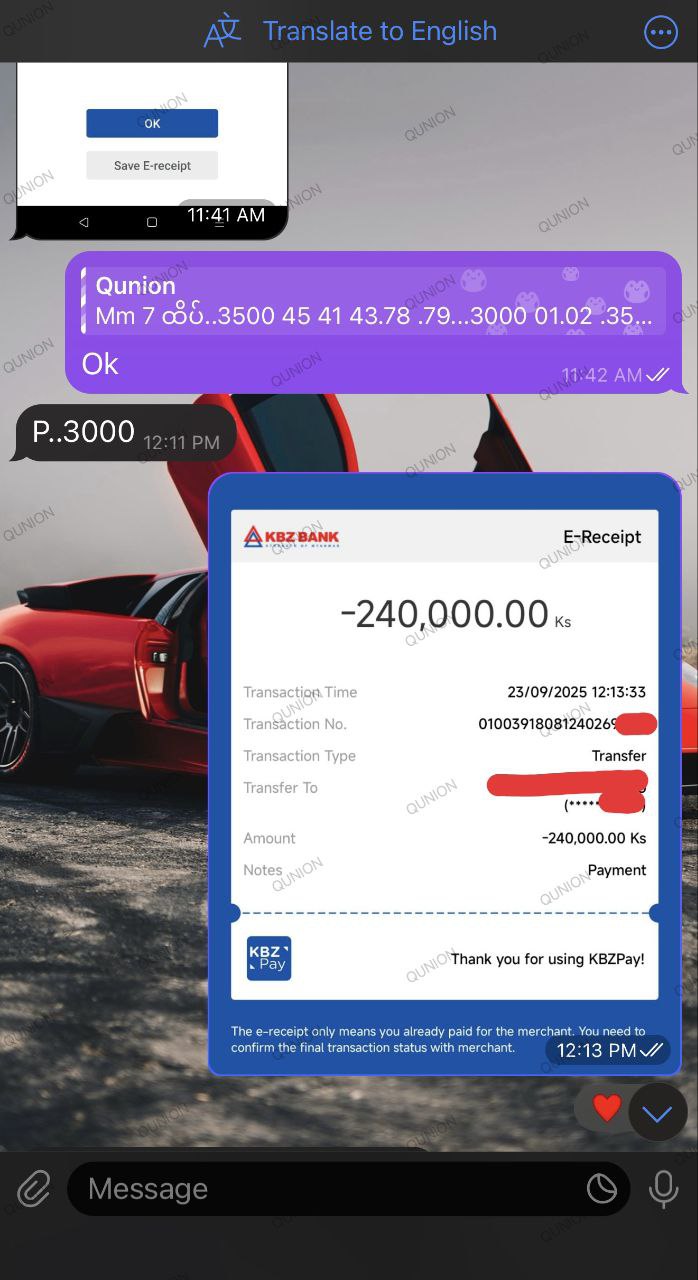 Translate to English
OK
Save E-receipt
11:41 AM
Qunion
Mm 7 ထိပ်..3500 45 41 43.78 .79...3000 01.02 .35...
Ok
11:42 AM
P..3000 12:11 PM
KBZ BANK
E-Receipt
-240,000.00 Ks
Transaction Time 23/09/2025 12:13:33
Transaction No. 0100391808124026
Transaction Type Transfer
Transfer To
(*****
Amount -240,000.00 Ks
Notes Payment
KBZ Pay
Thank you for using KBZPay!
The e-receipt only means you already paid for the merchant. You need to
confirm the final transaction status with merchant.
12:13 PM
Message
QUNION